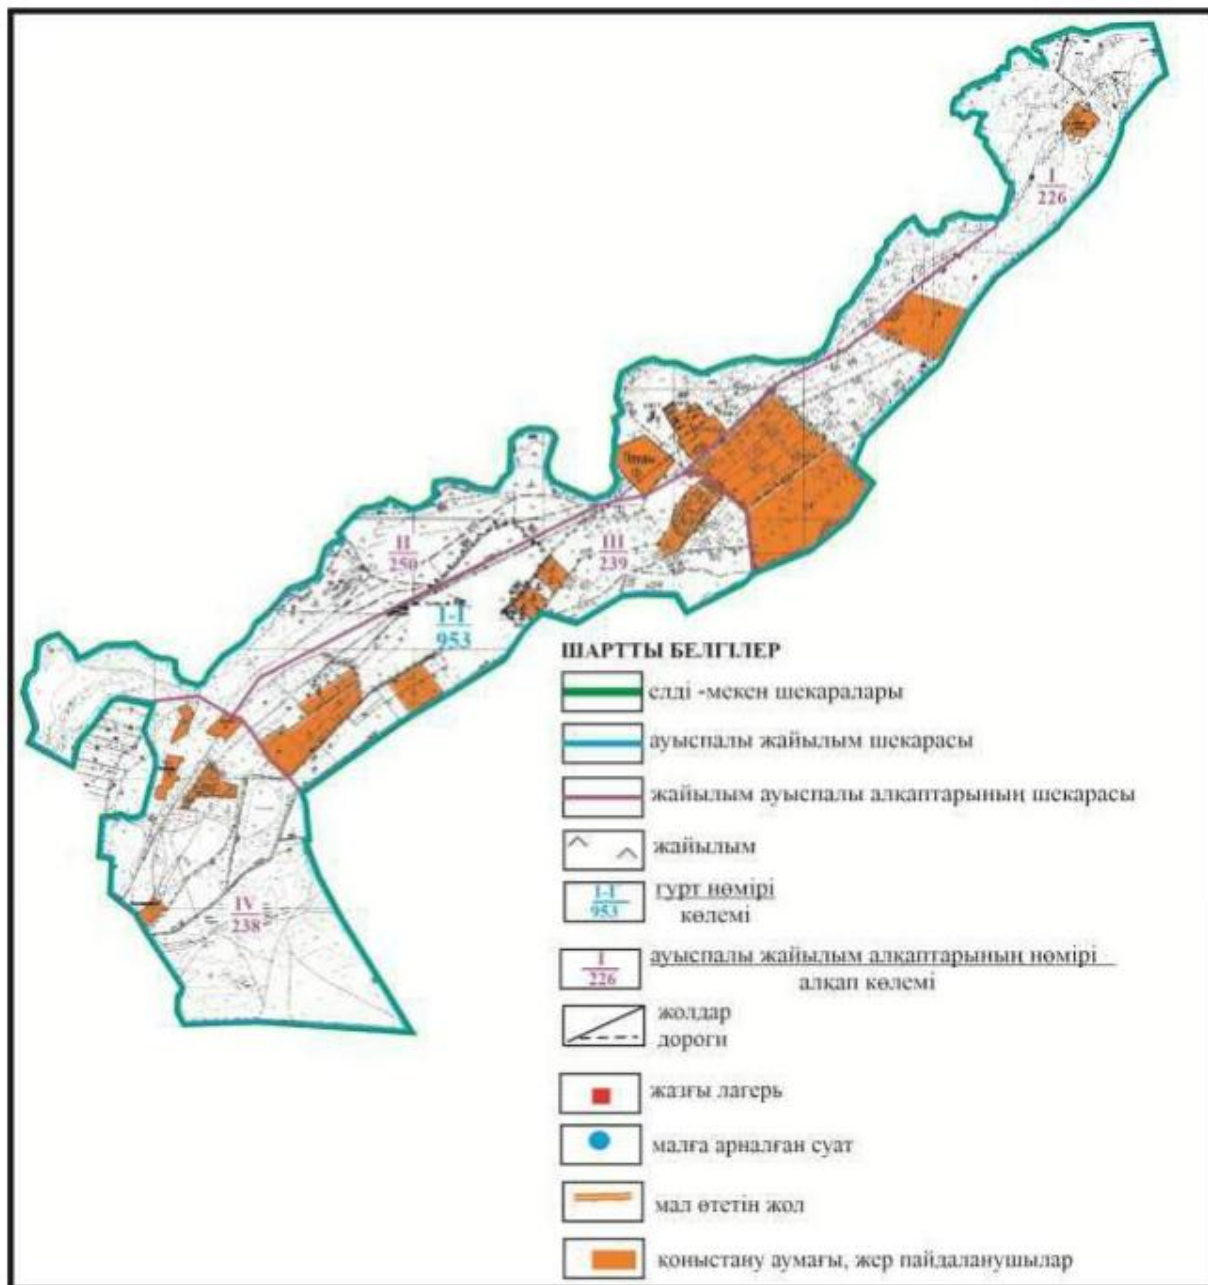 I
226
II
250
III
239
I-I
953
IV
238
ШАРТТЫ БЕЛГІЛЕР
елді -мекен шекаралары
ауыспалы жайылым шекарасы
жайылым ауыспалы алқаптарының шекарасы
жайылым
I-I
953
гурт нөмірі
көлемі
I
226
ауыспалы жайылым алқаптарының нөмірі
алқап көлемі
жолдар
дороги
жазғы лагерь
малға арналған суат
мал өтетін жол
қоныстану аумағы, жер пайдаланушылар